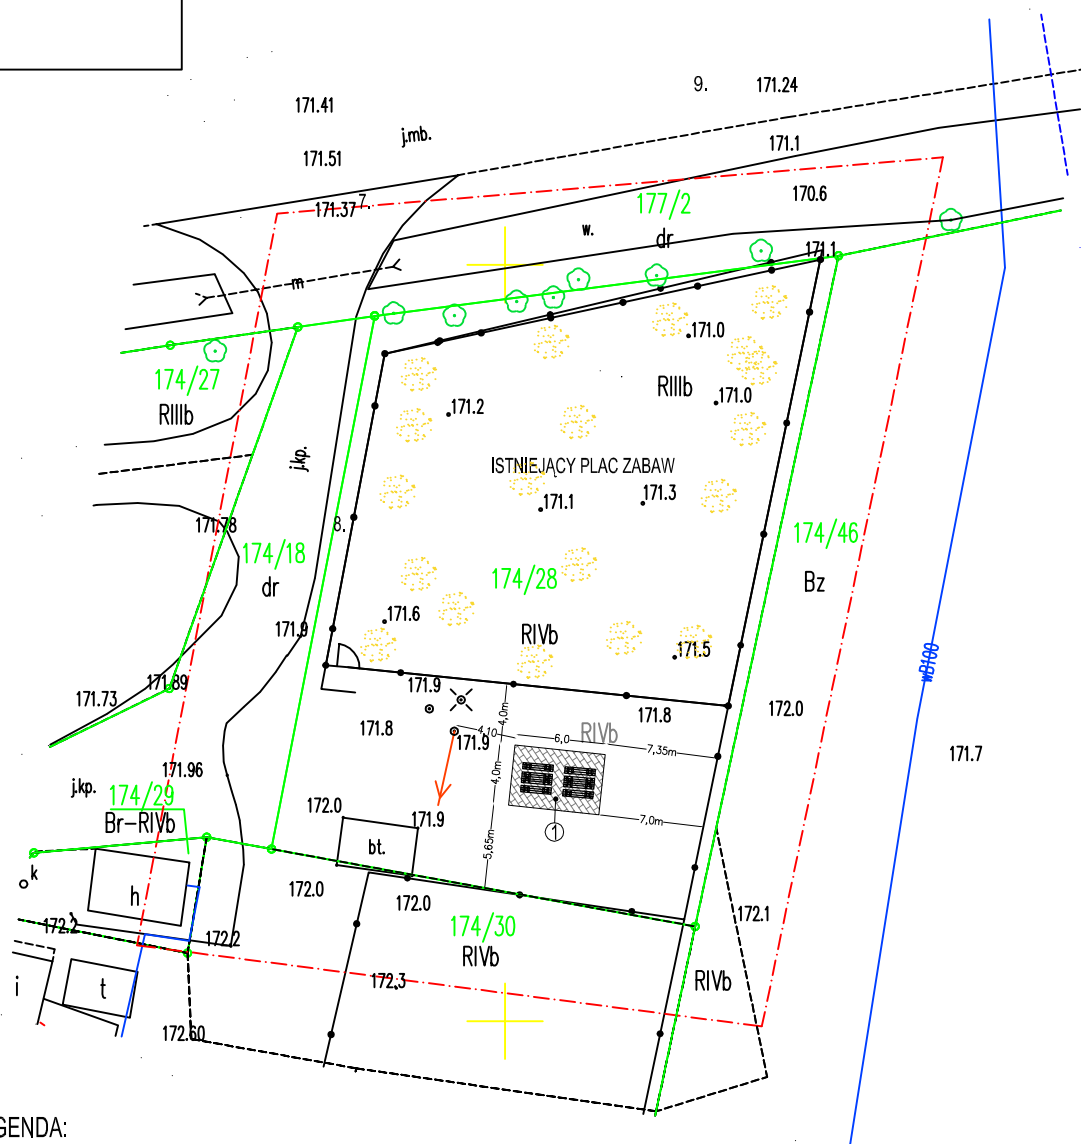 9.
171.24
171.41
j.mb.
171.1
171.51
170.6
171.37
7.
177/2
w.
dr
171.1
m
171.0
174/27
RIIIb
RIIIb
171.0
171.2
j.kp.
ISTNIEJĄCY PLAC ZABAW
171.3
171.1
8.
171.78
174/46
174/18
174/28
Bz
dr
171.6
171.9
RIVb
171.5
wB100
171.89
171.9
171.73
4,0m
172.0
171.8
171.8
RIVb
4,10
6,0
171.9
7,35m
171.7
171.96
4,0m
j.kp.
174/29
172.0
Br-RIVb
171.9
7,0m
1
5,65m
bt.
k
h
172.0
172.0
172.1
172.2
174/30
172.2
RIVb
172.3
RIVb
i
t
172.60
GENDA: